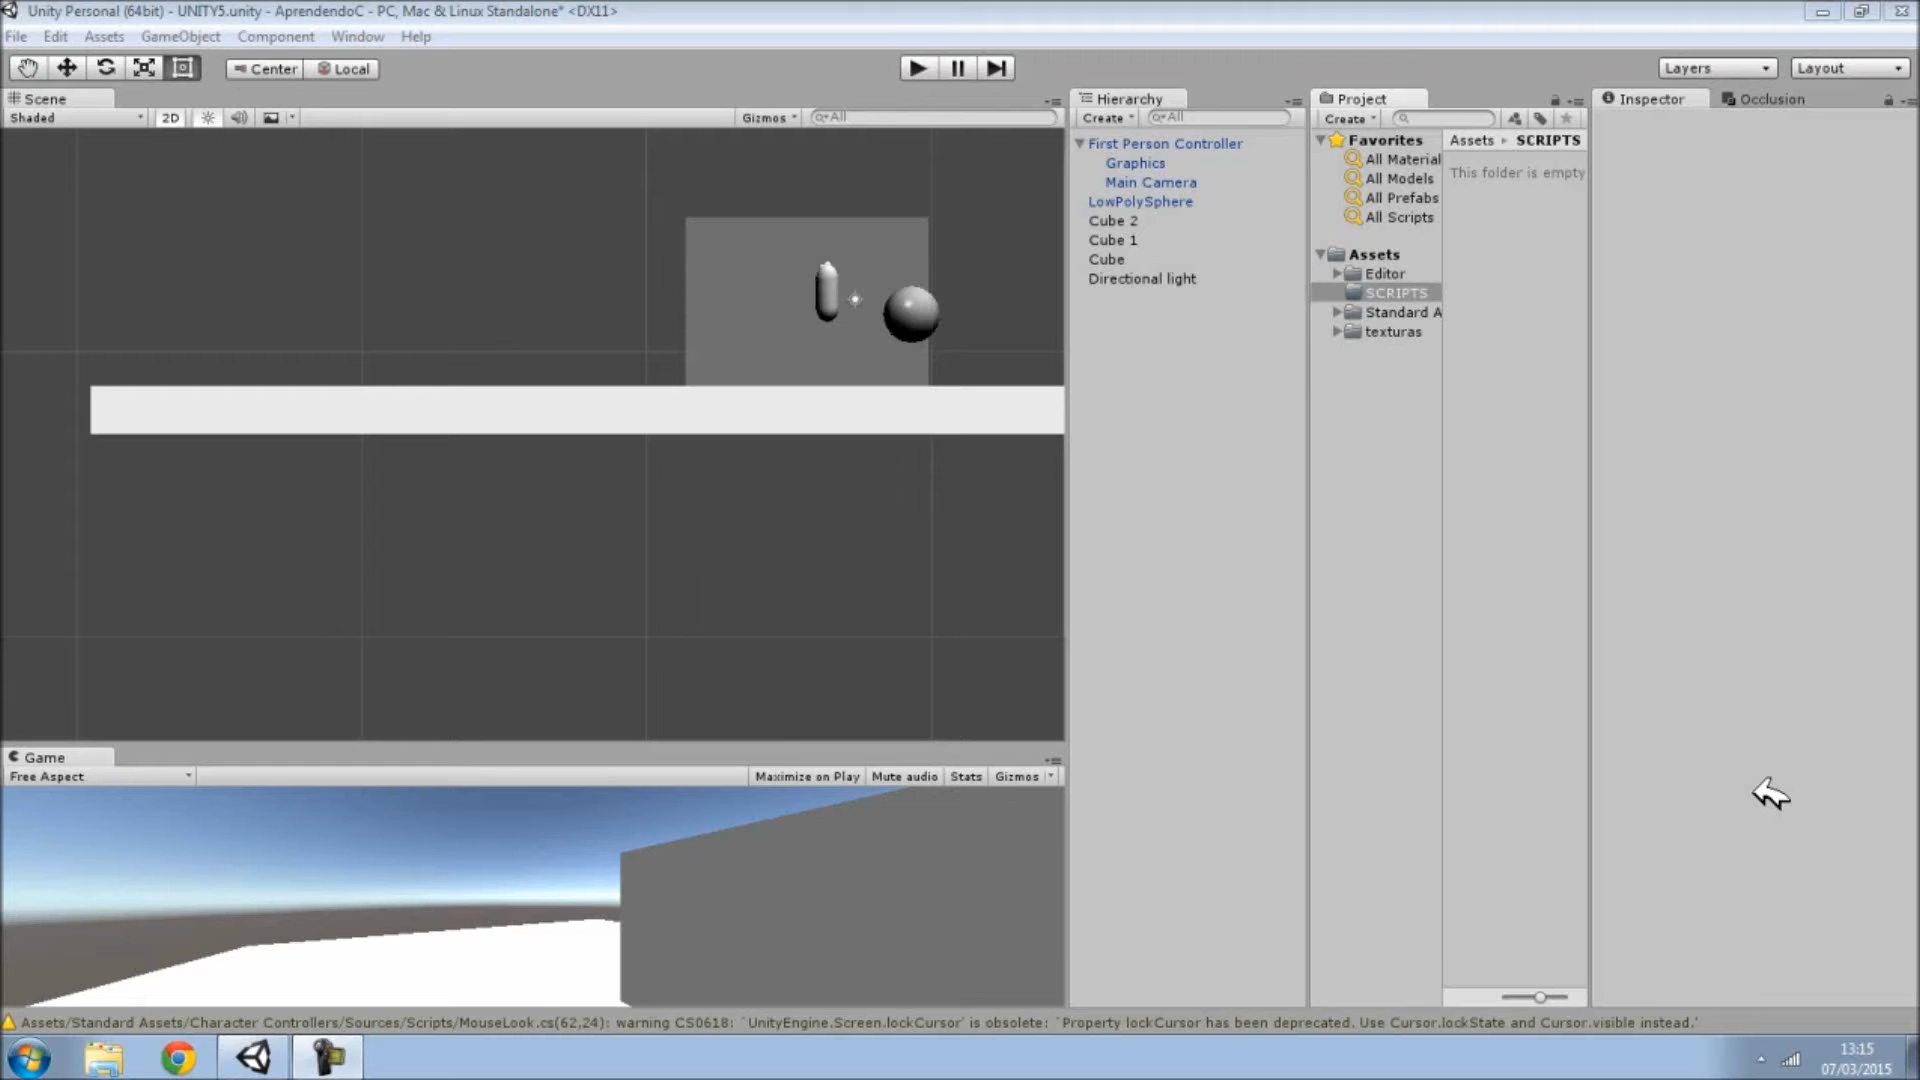 Unity Personal (64bit) - UNITY5.unity - AprendendoC - PC, Mac & Linux Standalone* <DX11>
File Edit Assets GameObject Component Window Help
Center Local Layers Layout
Scene
Shaded 2D Gizmos All
Hierarchy
Create All
First Person Controller
Graphics
Main Camera
LowPolySphere
Cube 2
Cube 1
Cube
Directional light
Project
Create
Favorites
All Material
All Models
All Prefabs
All Scripts
Assets
Editor
SCRIPTS
Standard A
texturas
Assets SCRIPTS
This folder is empty
Inspector Occlusion
Game
Free Aspect Maximize on Play Mute audio Stats Gizmos
Assets/Standard Assets/Character Controllers/Sources/Scripts/MouseLook.cs(62,24): warning CS0618: `UnityEngine.Screen.lockCursor' is obsolete: `Property lockCursor has been deprecated. Use Cursor.lockState and Cursor.visible instead.'
13:15
07/03/2015